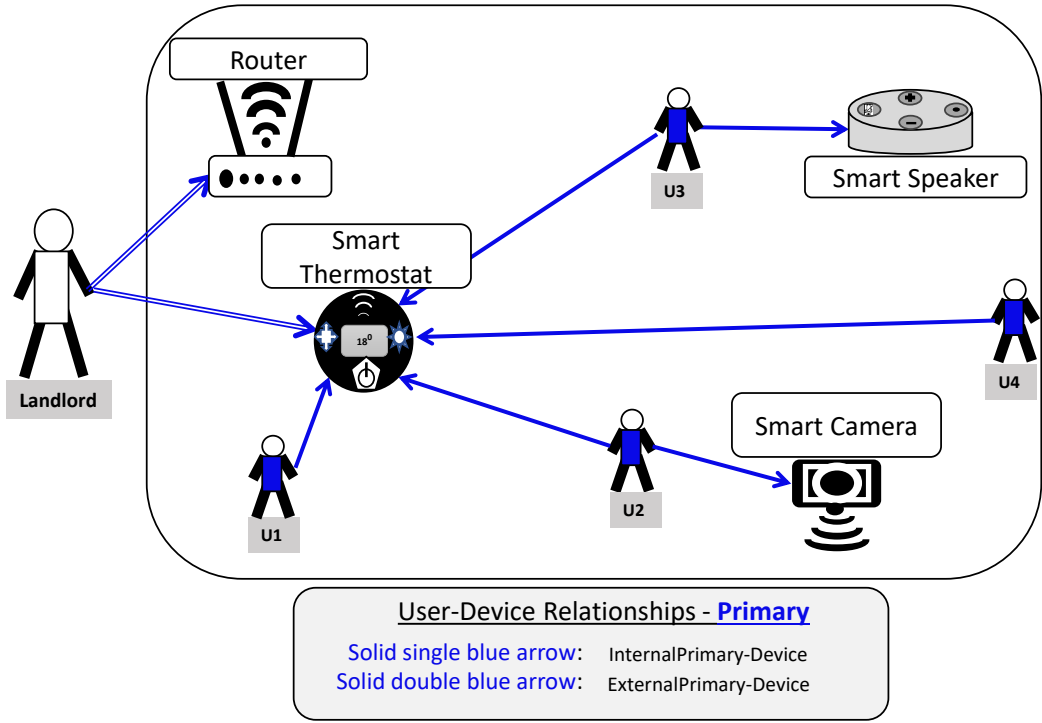 Router
U3
Smart Speaker
Smart
Thermostat
18⁰
Landlord
U4
Smart Camera
U1
U2
User-Device Relationships - Primary
Solid single blue arrow: InternalPrimary-Device
Solid double blue arrow: ExternalPrimary-Device